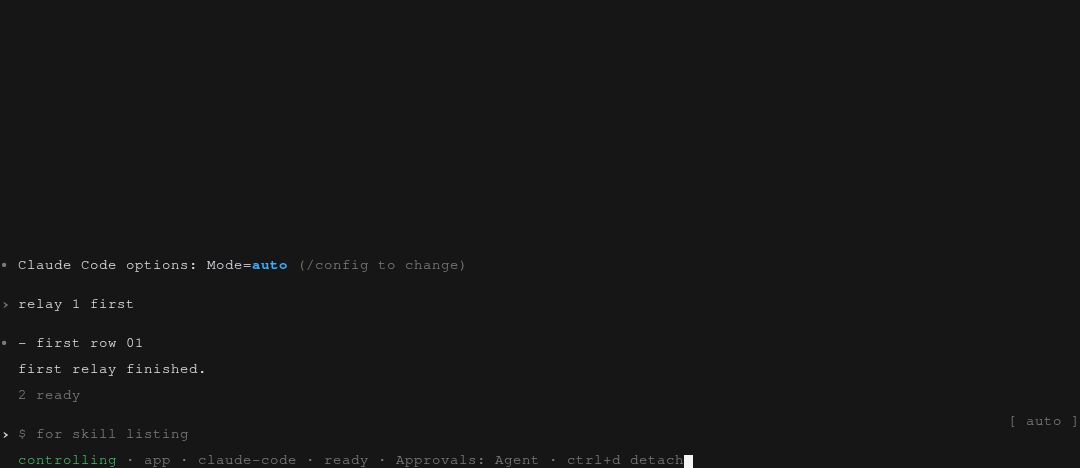 • Claude Code options: Mode=auto (/config to change)
› relay 1 first
• - first row 01
first relay finished.
2 ready
[ auto ]
› $ for skill listing
controlling · app · claude-code · ready · Approvals: Agent · ctrl+d detach